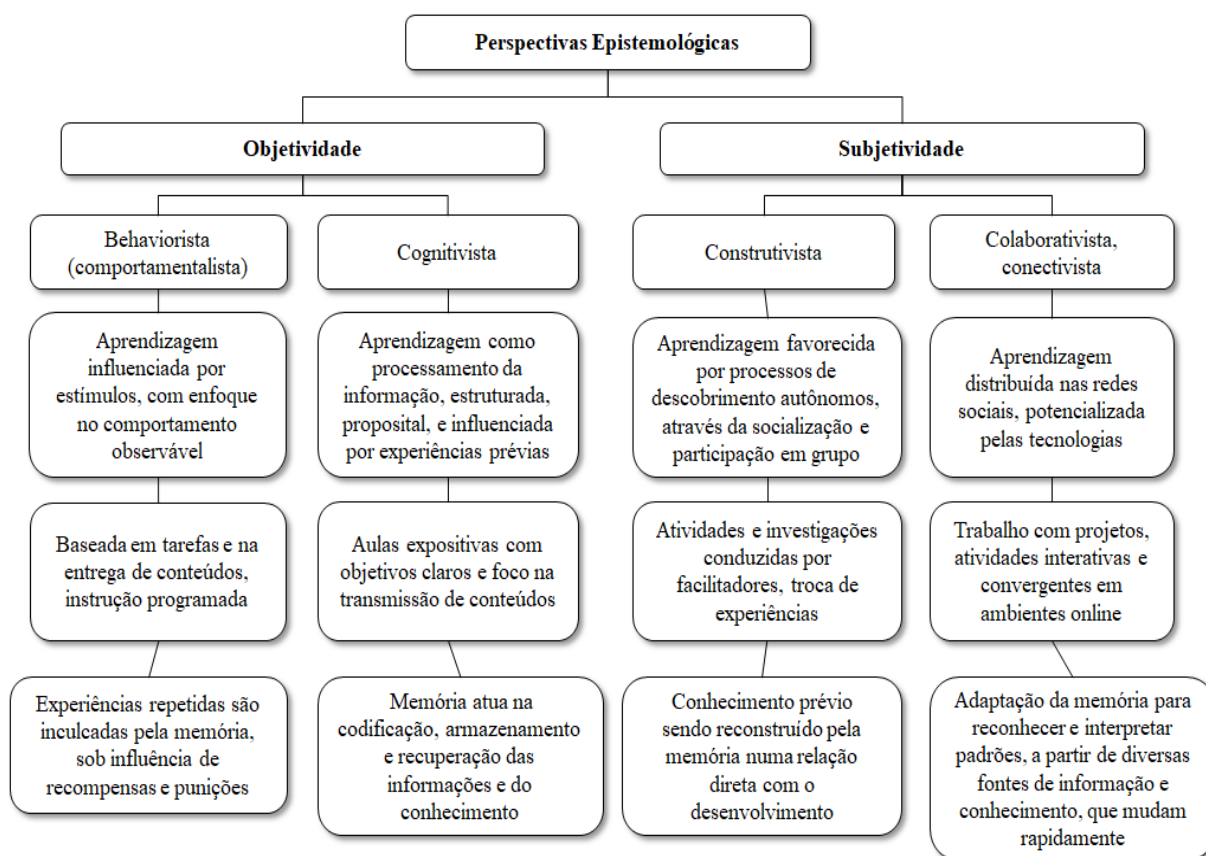 Perspectivas Epistemológicas
Objetividade
Subjetividade
Behaviorista
(comportamentalista)
Cognitivista
Construtivista
Colaborativista,
conectivista
Aprendizagem
influenciada por
estímulos, com enfoque
no comportamento
observável
Aprendizagem como
processamento da
informação, estruturada,
proposital, e influenciada
por experiências prévias
Aprendizagem favorecida
por processos de
descobrimento autônomos,
através da socialização e
participação em grupo
Aprendizagem
distribuída nas redes
sociais, potencializada
pelas tecnologias
Baseada em tarefas e na
entrega de conteúdos,
instrução programada
Aulas expositivas com
objetivos claros e foco na
transmissão de conteúdos
Atividades e investigações
conduzidas por
facilitadores, troca de
experiências
Trabalho com projetos,
atividades interativas e
convergentes em
ambientes online
Experiências repetidas são
inculcadas pela memória,
sob influência de
recompensas e punições
Memória atua na
codificação, armazenamento
e recuperação das
informações e do
conhecimento
Conhecimento prévio
sendo reconstruído pela
memória numa relação
direta com o
desenvolvimento
Adaptação da memória para
reconhecer e interpretar
padrões, a partir de diversas
fontes de informação e
conhecimento, que mudam
rapidamente